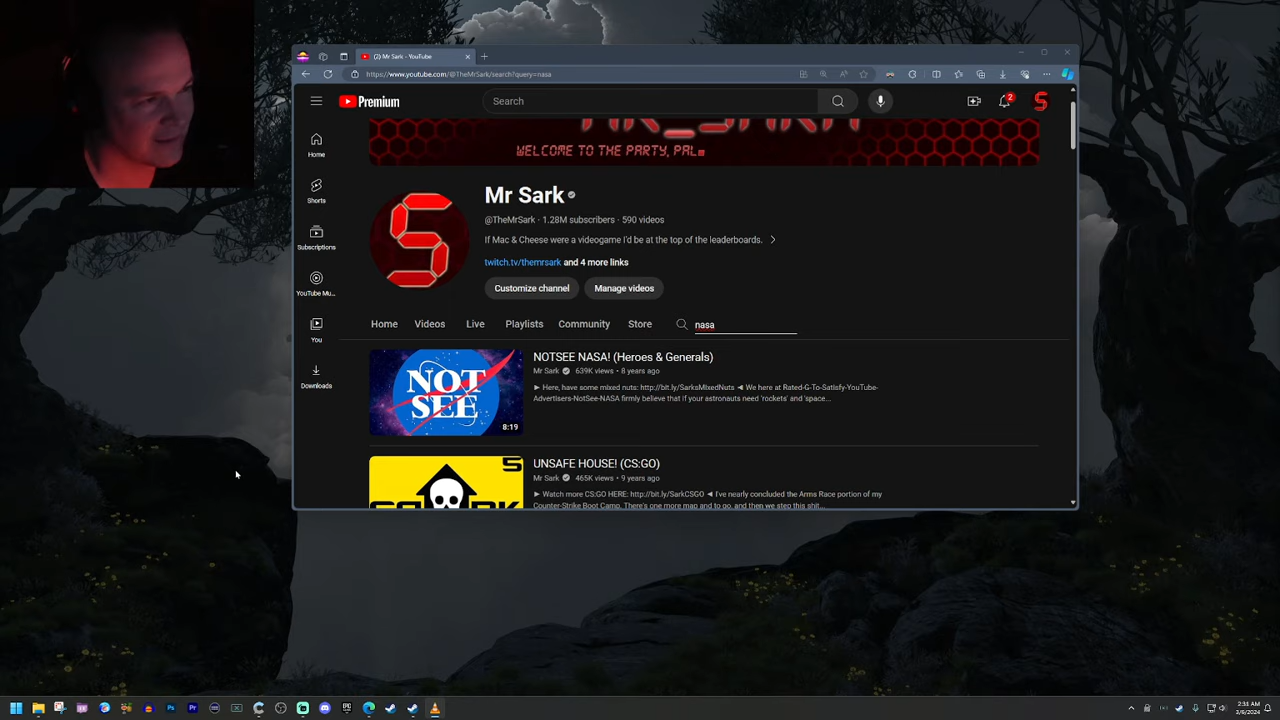 (2) Mr Sark - YouTube
https://www.youtube.com/@TheMrSark/search?query=nasa
Premium
Search
2
S
MR_SARK
WELCOME TO THE PARTY, PAL
Home
Shorts
Subscriptions
YouTube Mu...
You
Downloads
S
Mr Sark
@TheMrSark · 1.28M subscribers · 590 videos
If Mac & Cheese were a videogame I'd be at the top of the leaderboards.
twitch.tv/themrsark and 4 more links
Customize channel Manage videos
Home Videos Live Playlists Community Store nasa
NOT
SEE
8:19
NOTSEE NASA! (Heroes & Generals)
Mr Sark 639K views • 8 years ago
► Here, have some mixed nuts: http://bit.ly/SarksMixedNuts ◄ We here at Rated-G-To-Satisfy-YouTube-
Advertisers-NotSee-NASA firmly believe that if your astronauts need 'rockets' and 'space...
S
UNSAFE HOUSE! (CS:GO)
Mr Sark 465K views • 9 years ago
► Watch more CS:GO HERE: http://bit.ly/SarkCSGO ◄ I've nearly concluded the Arms Race portion of my
Counter-Strike Boot Camp. There's one more map and to go, and then we step this shit...
Ps
Pr
EPIC
2:31 AM
3/6/2024